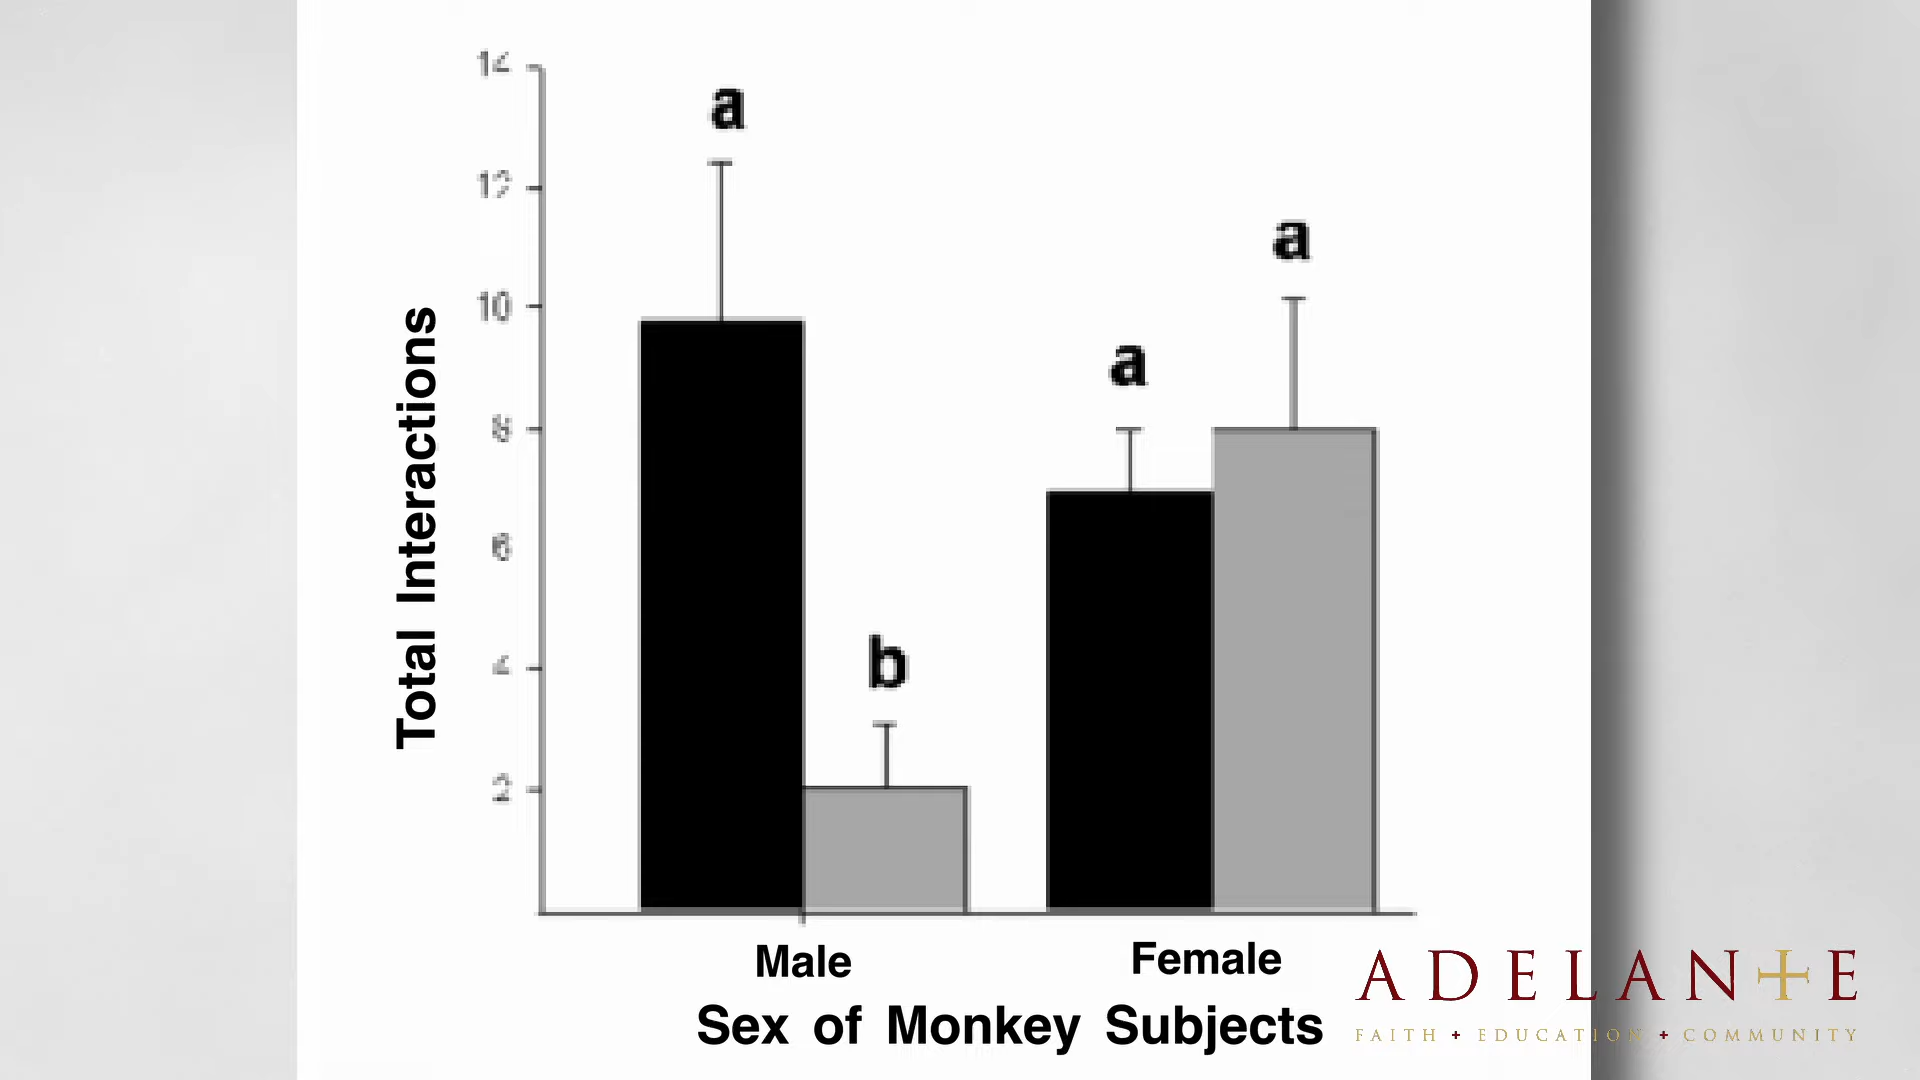 14
a
12
a
10
a
8
6
b
4
2
Total Interactions
Male
Female
Sex of Monkey Subjects
ADELANTE
FAITH + EDUCATION + COMMUNITY